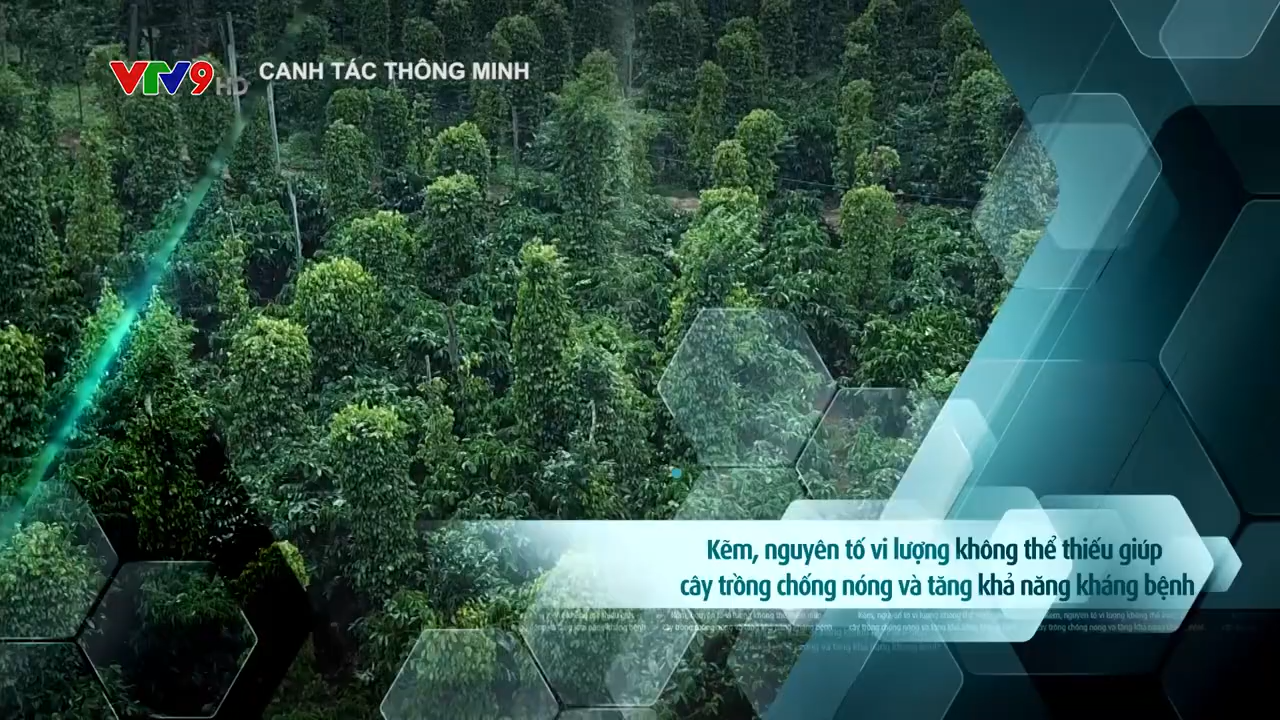 VTV9 HD
CANH TÁC THÔNG MINH
Kẽm, nguyên tố vi lượng không thể thiếu giúp
cây trồng chống nóng và tăng khả năng kháng bệnh